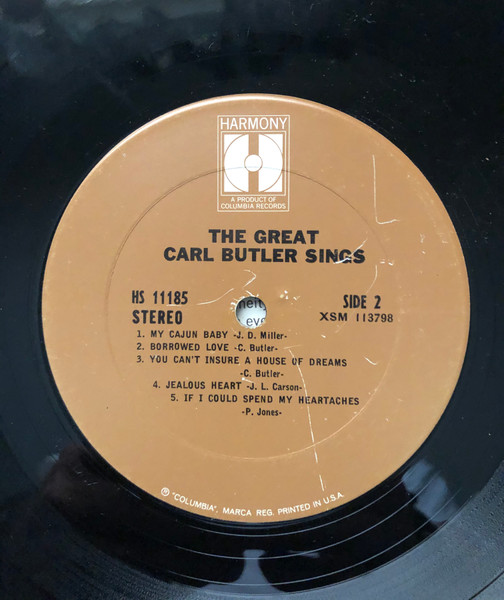 HARMONY
A PRODUCT OF
COLUMBIA RECORDS
THE GREAT
CARL BUTLER SINGS
HS 11185
STEREO
SIDE 2
XSM 113798
1. MY CAJUN BABY -J. D. Miller-
2. BORROWED LOVE -C. Butler-
3. YOU CAN'T INSURE A HOUSE OF DREAMS
-C. Butler-
4. JEALOUS HEART -J. L. Carson-
5. IF I COULD SPEND MY HEARTACHES
-P. Jones-
Ⓟ "COLUMBIA", MARCA REG. PRINTED IN U.S.A.